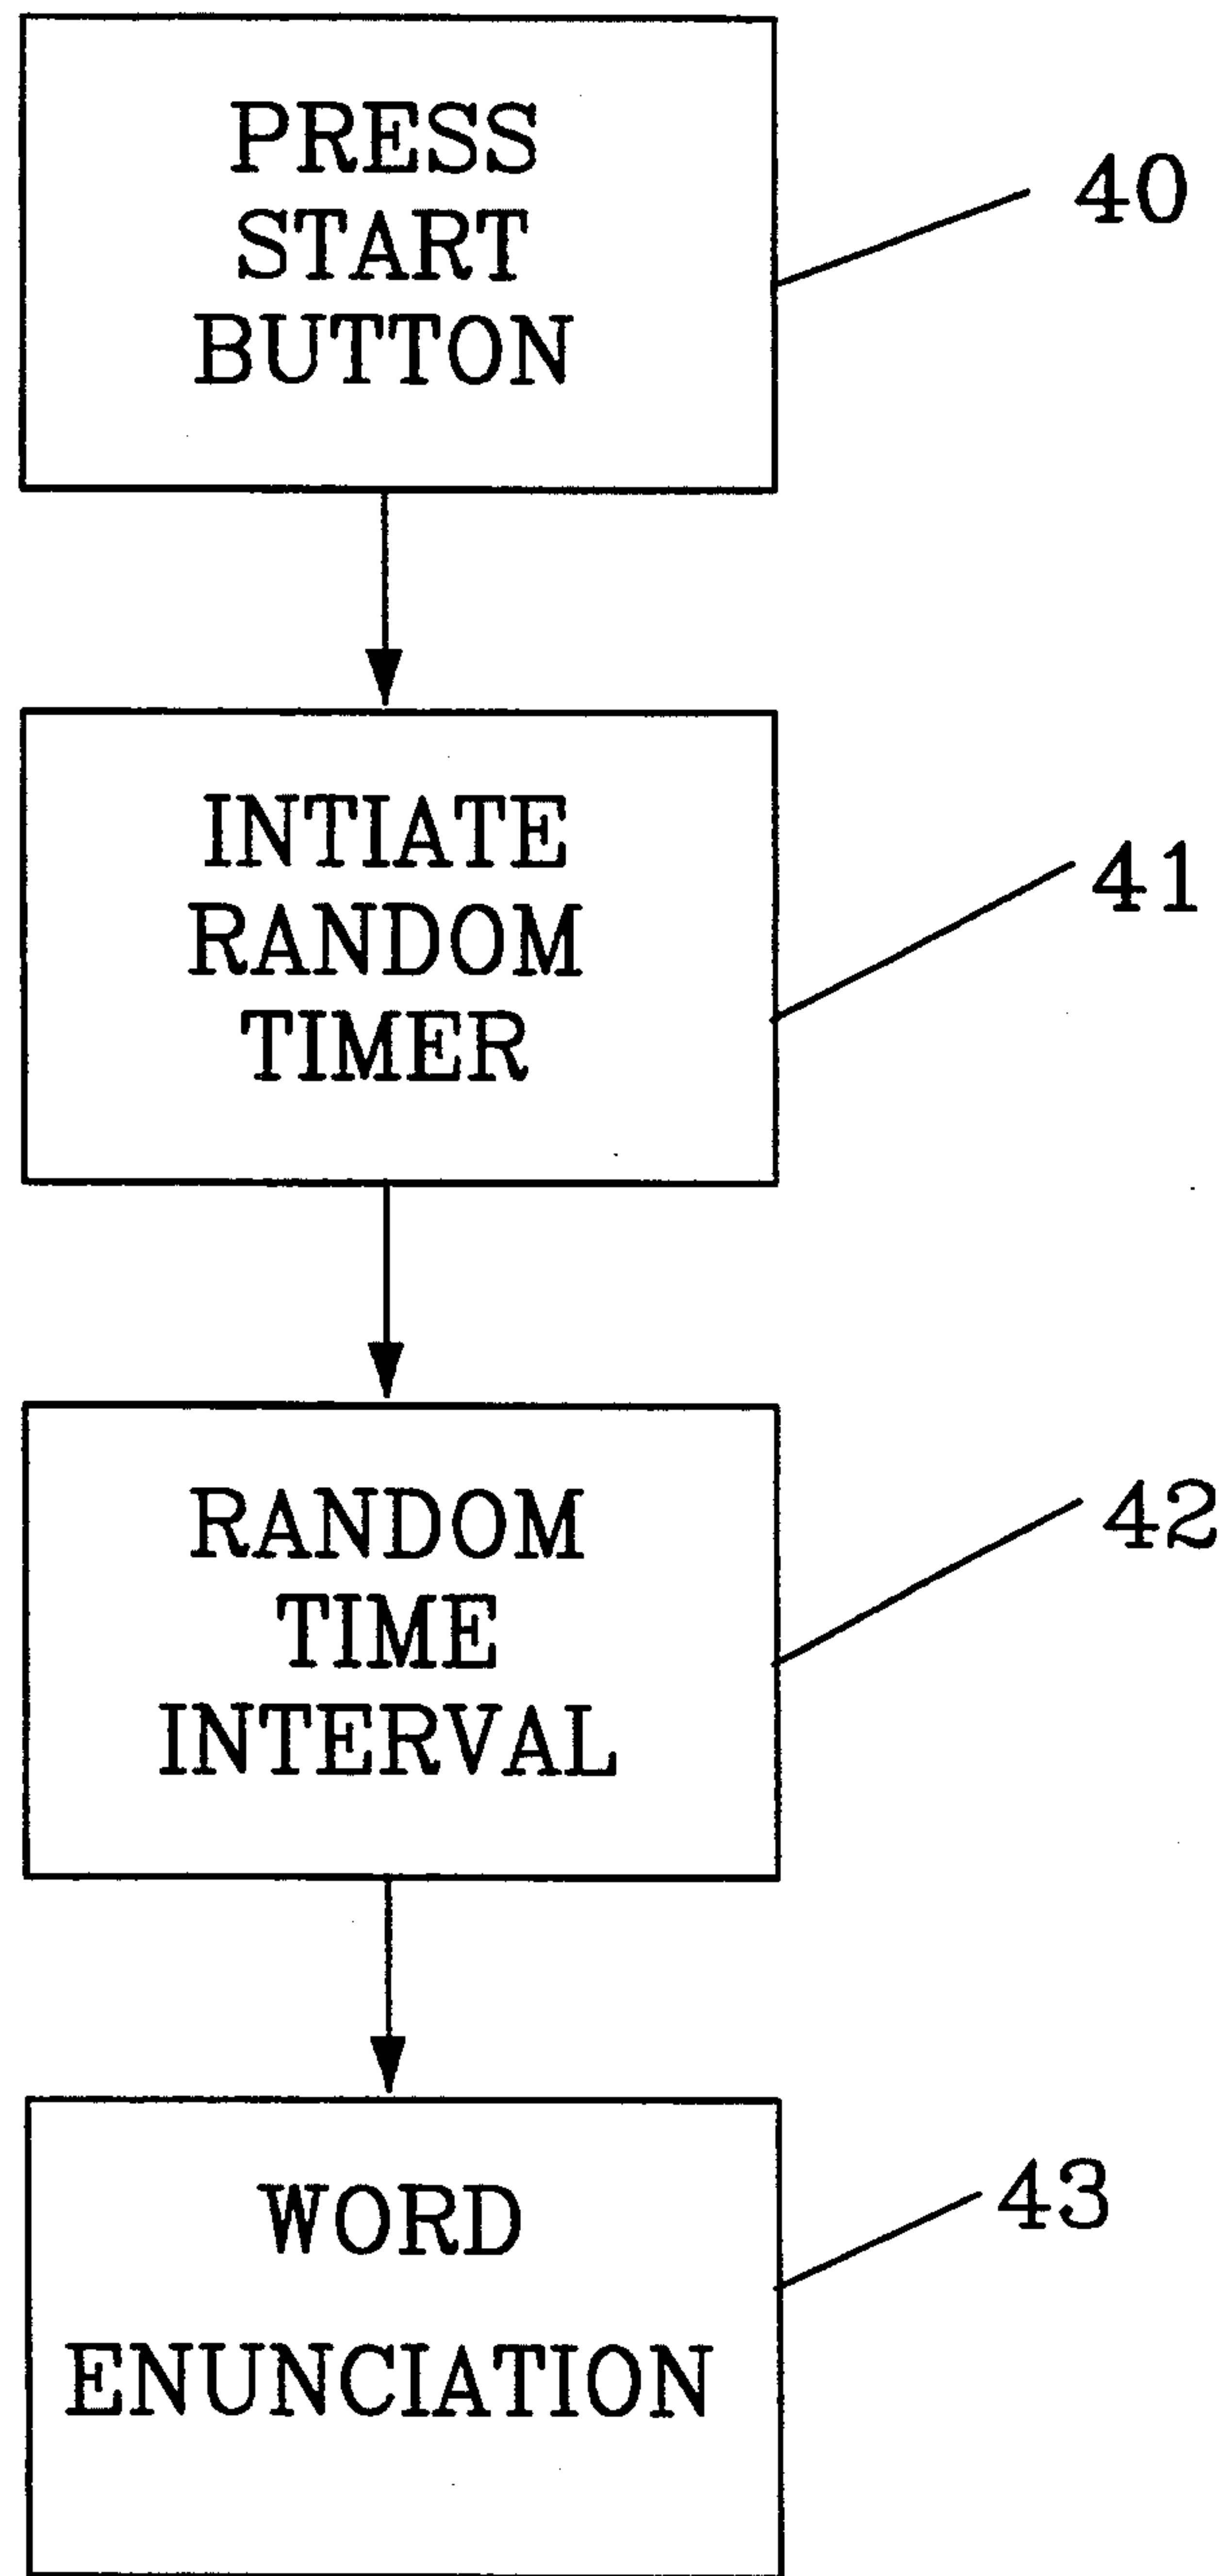 PRESS
START
BUTTON
40
INTIATE
RANDOM
TIMER
41
RANDOM
TIME
INTERVAL
42
WORD
ENUNCIATION
43